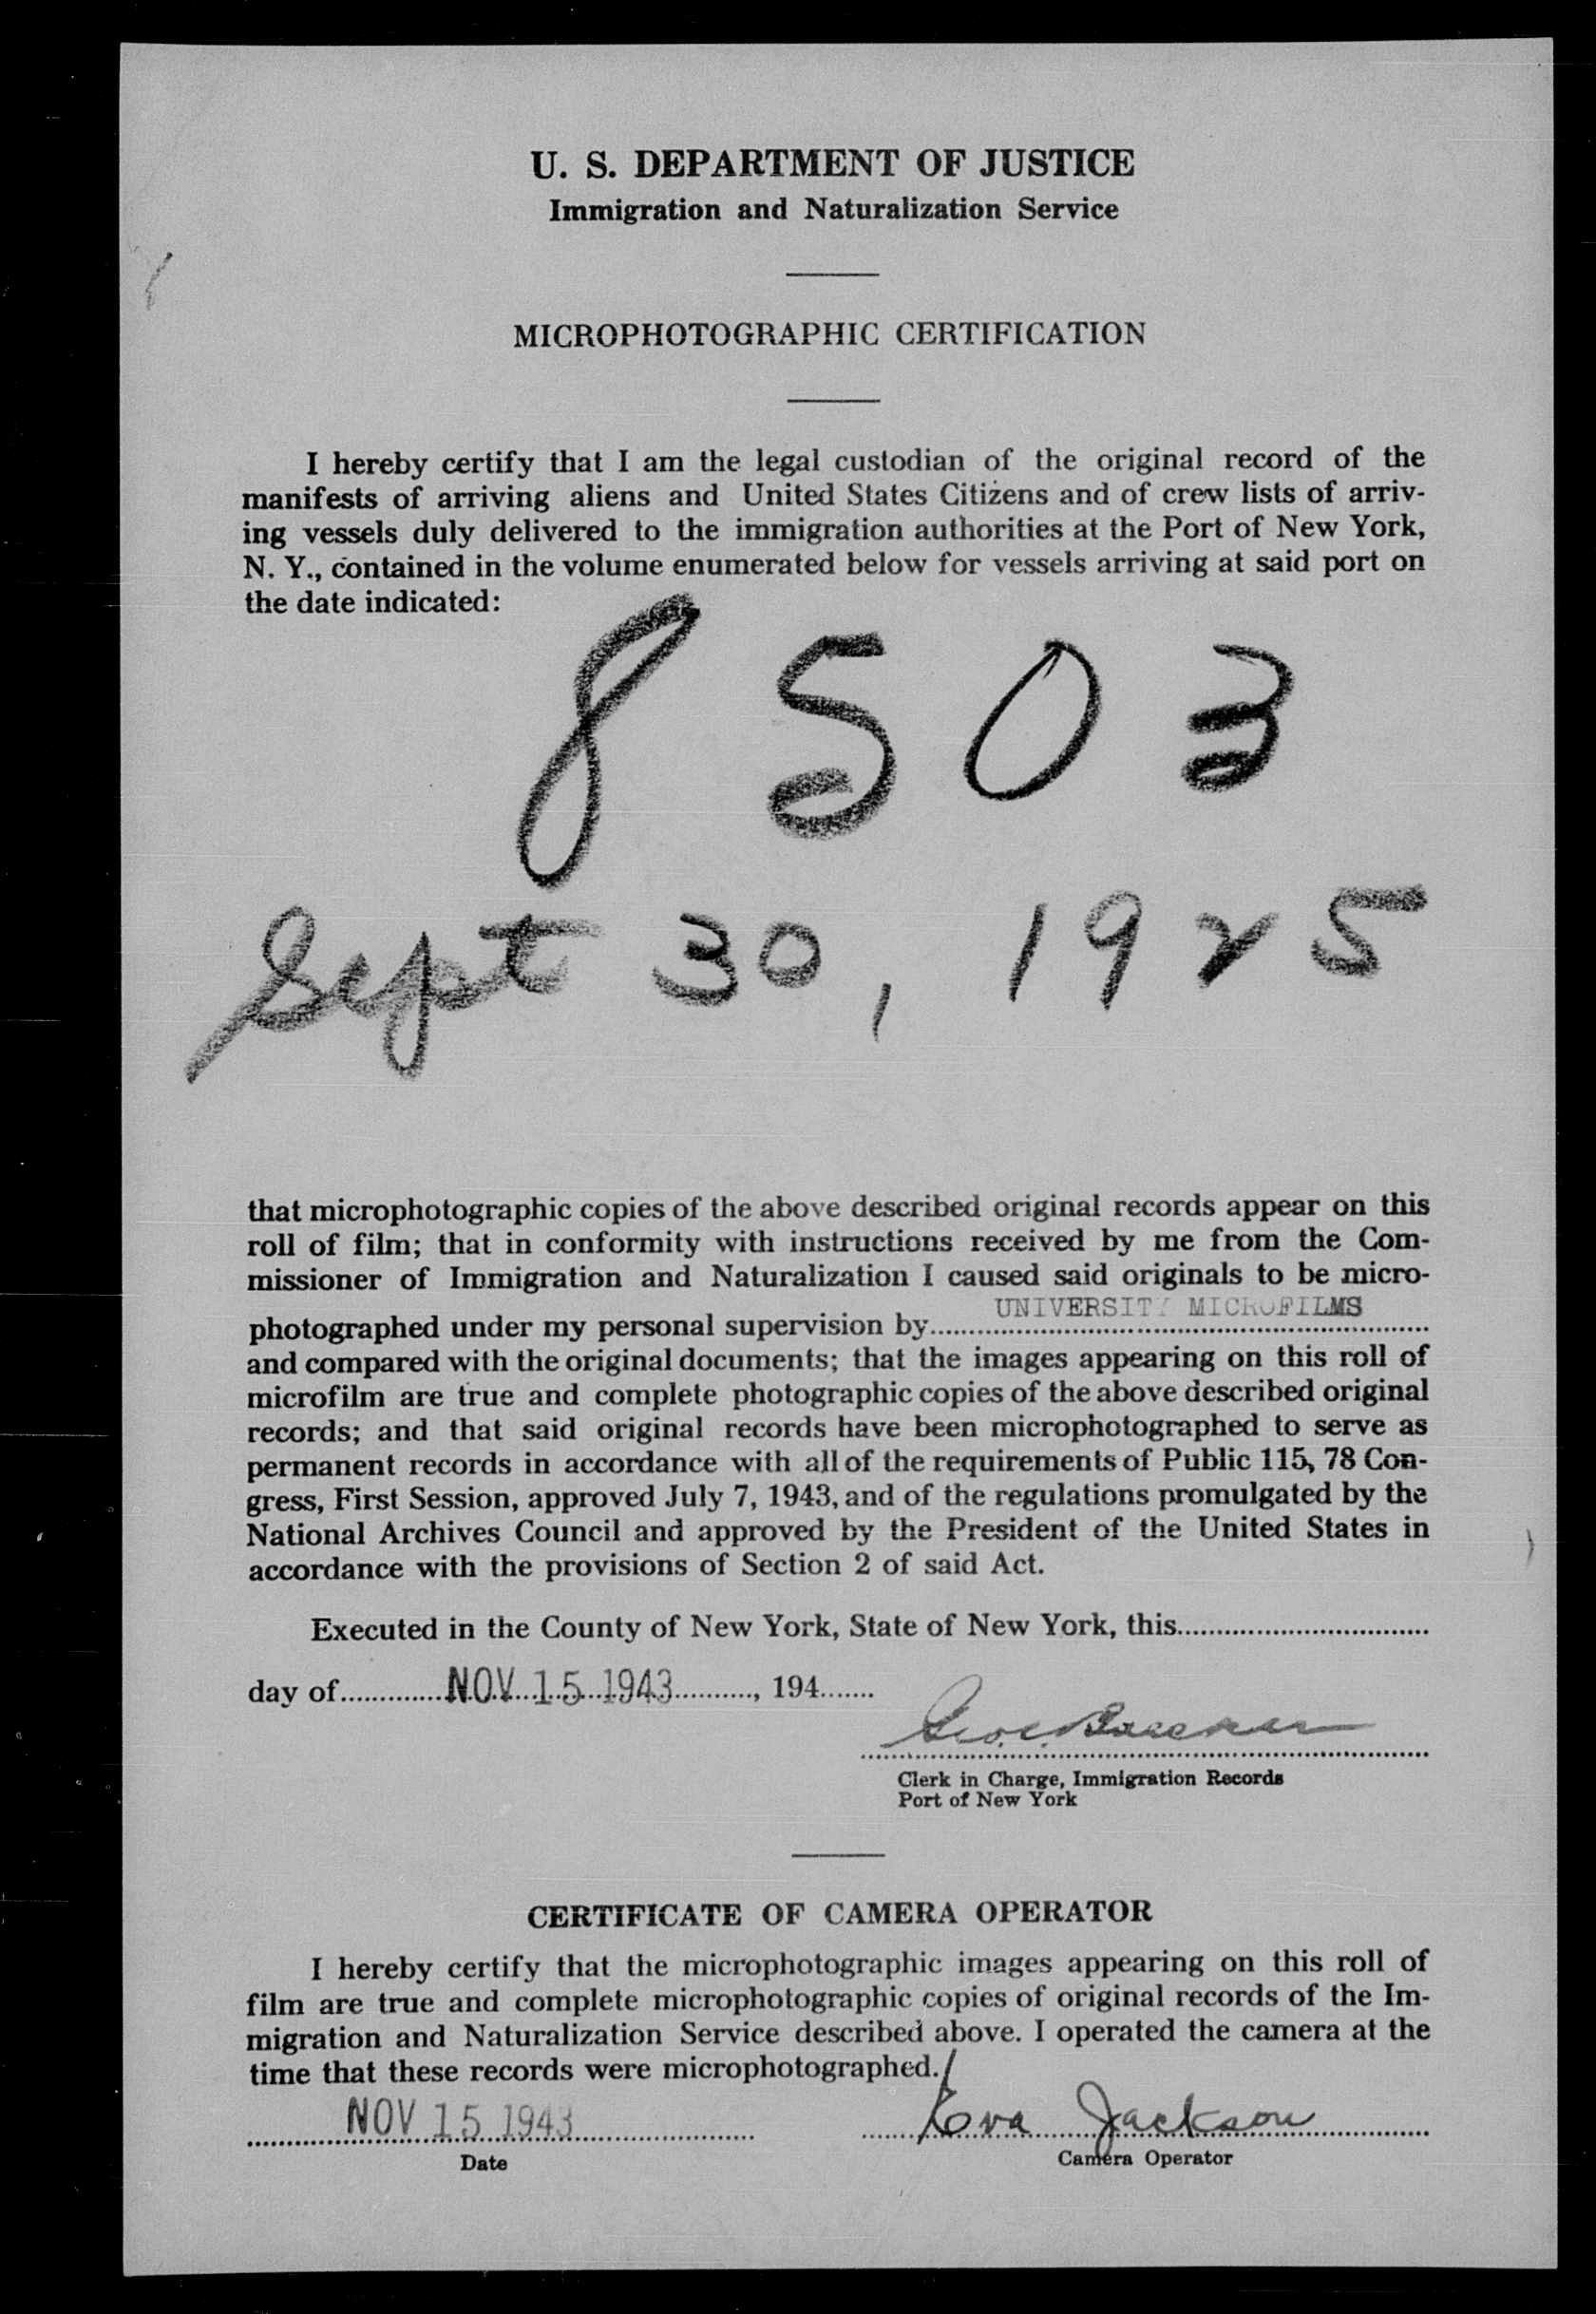 U. S. DEPARTMENT OF JUSTICE
Immigration and Naturalization Service
MICROPHOTOGRAPHIC CERTIFICATION
I hereby certify that I am the legal custodian of the original record of the
manifests of arriving aliens and United States Citizens and of crew lists of arriv-
ing vessels duly delivered to the immigration authorities at the Port of New York,
N. Y., contained in the volume enumerated below for vessels arriving at said port on
the date indicated:
8503
Sept 30, 1925
that microphotographic copies of the above described original records appear on this
roll of film; that in conformity with instructions received by me from the Com-
missioner of Immigration and Naturalization I caused said originals to be micro-
UNIVERSITY MICROFILMS
photographed under my personal supervision by
and compared with the original documents; that the images appearing on this roll of
microfilm are true and complete photographic copies of the above described original
records; and that said original records have been microphotographed to serve as
permanent records in accordance with all of the requirements of Public 115, 78 Con-
gress, First Session, approved July 7, 1943, and of the regulations promulgated by the
National Archives Council and approved by the President of the United States in
accordance with the provisions of Section 2 of said Act.
Executed in the County of New York, State of New York, this
day of NOV 15 1943, 194
Clerk in Charge, Immigration Records
Port of New York
CERTIFICATE OF CAMERA OPERATOR
I hereby certify that the microphotographic images appearing on this roll of
film are true and complete microphotographic copies of original records of the Im-
migration and Naturalization Service described above. I operated the camera at the
time that these records were microphotographed.
NOV 15 1943 Eva Jackson
Date Camera Operator